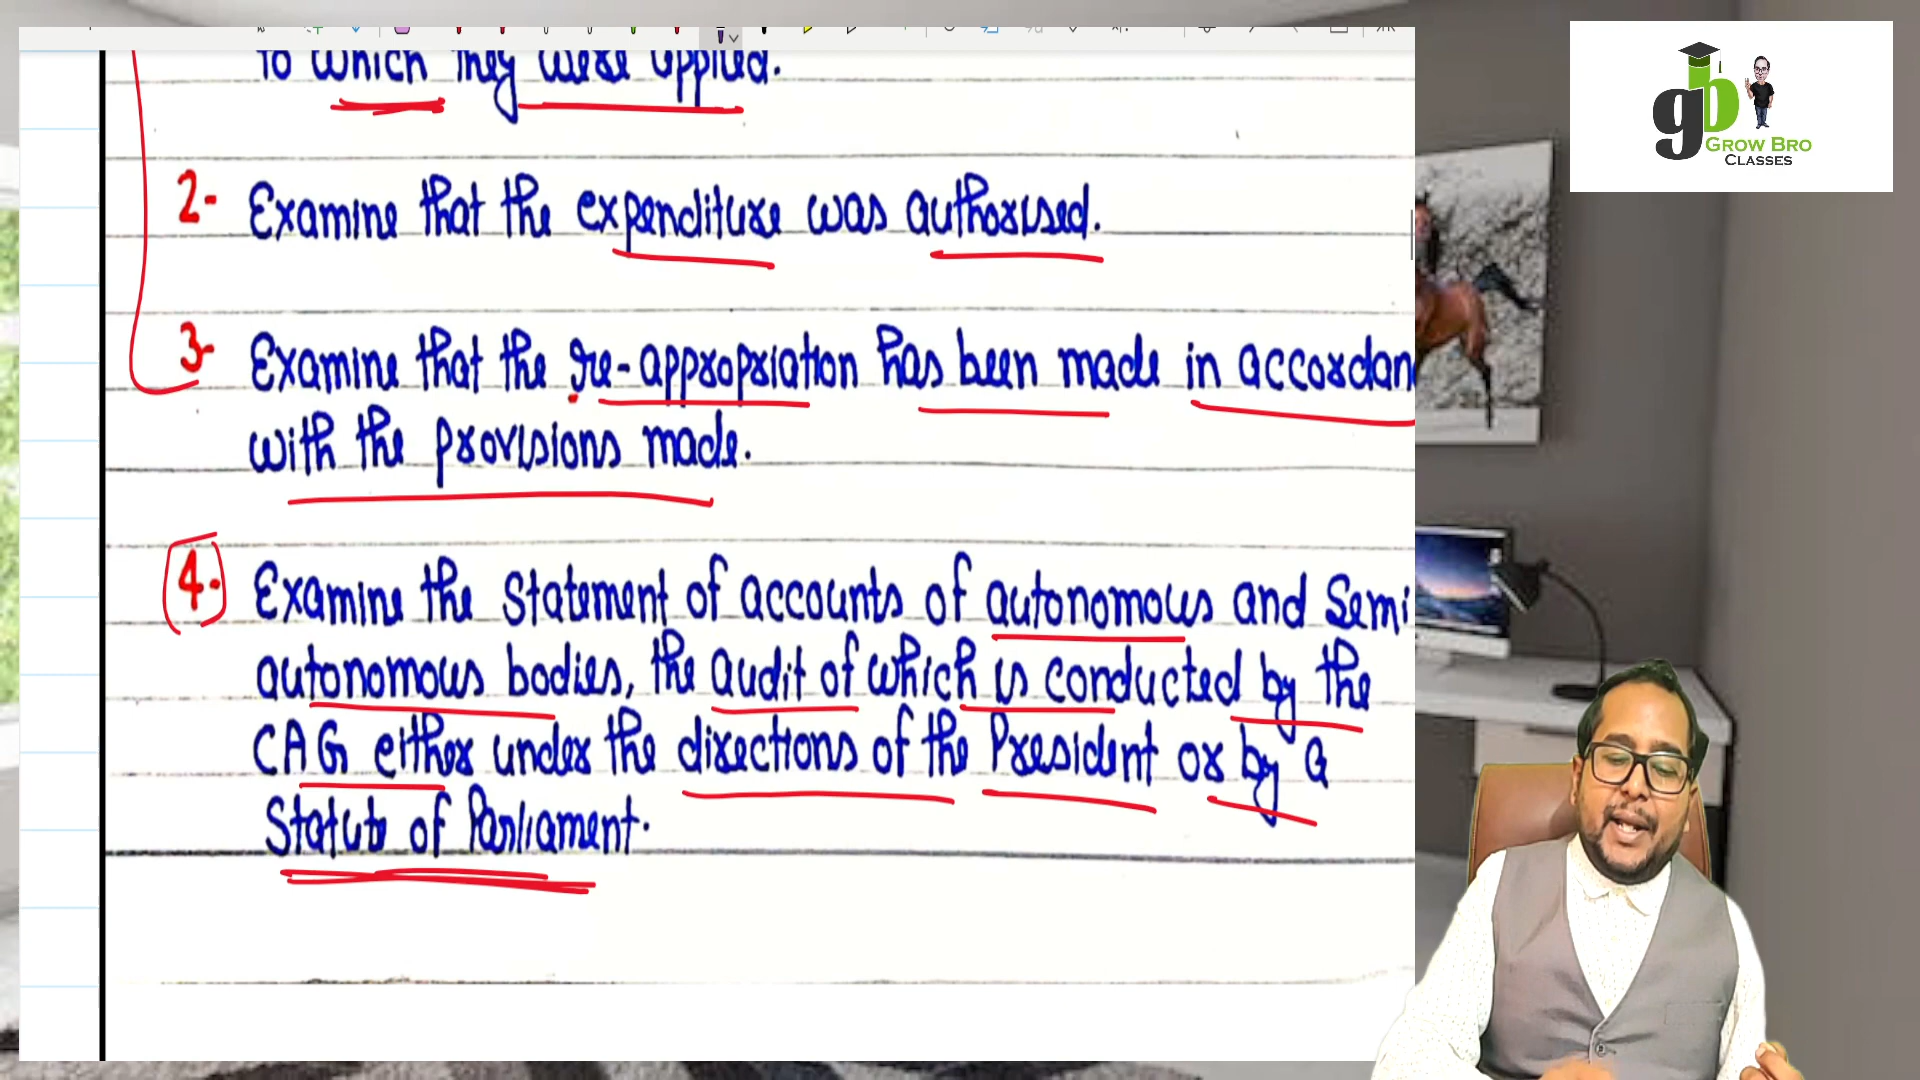 to which they were applied.
2- Examine that the expenditure was authorised.
3- Examine that the re-appropriation has been made in accordan
with the provisions made.
4- Examine the Statement of accounts of autonomous and Semi
autonomous bodies, the audit of which is conducted by the
CAG either under the directions of the President or by a
Statute of Parliament.
gb
GROW BRO
CLASSES